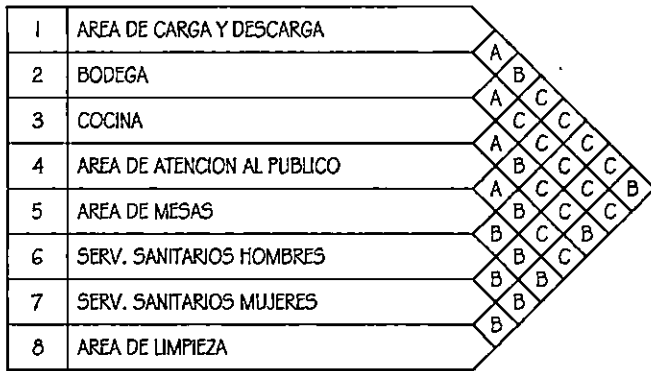 1 AREA DE CARGA Y DESCARGA
A
2 BODEGA B
A C
3 COCINA C C
A C C
4 AREA DE ATENCION AL PUBLICO B C C
A C C B
5 AREA DE MESAS B C C
B C B
6 SERV. SANITARIOS HOMBRES B C
B B
7 SERV. SANITARIOS MUJERES B
B
8 AREA DE LIMPIEZA